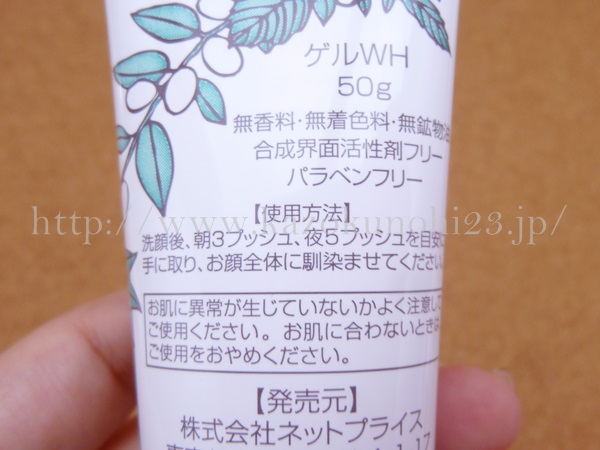 ゲルWH
50g
無香料・無着色料・無鉱物油
合成界面活性剤フリー
パラベンフリー
【使用方法】
http://www.kazokunohi23.jp/
洗顔後、朝3プッシュ、夜5プッシュを目安に
手に取り、お顔全体に馴染ませてください。
お肌に異常が生じていないかよく注意して
ご使用ください。お肌に合わないときは、
ご使用をおやめください。
【発売元】
株式会社ネットプライス